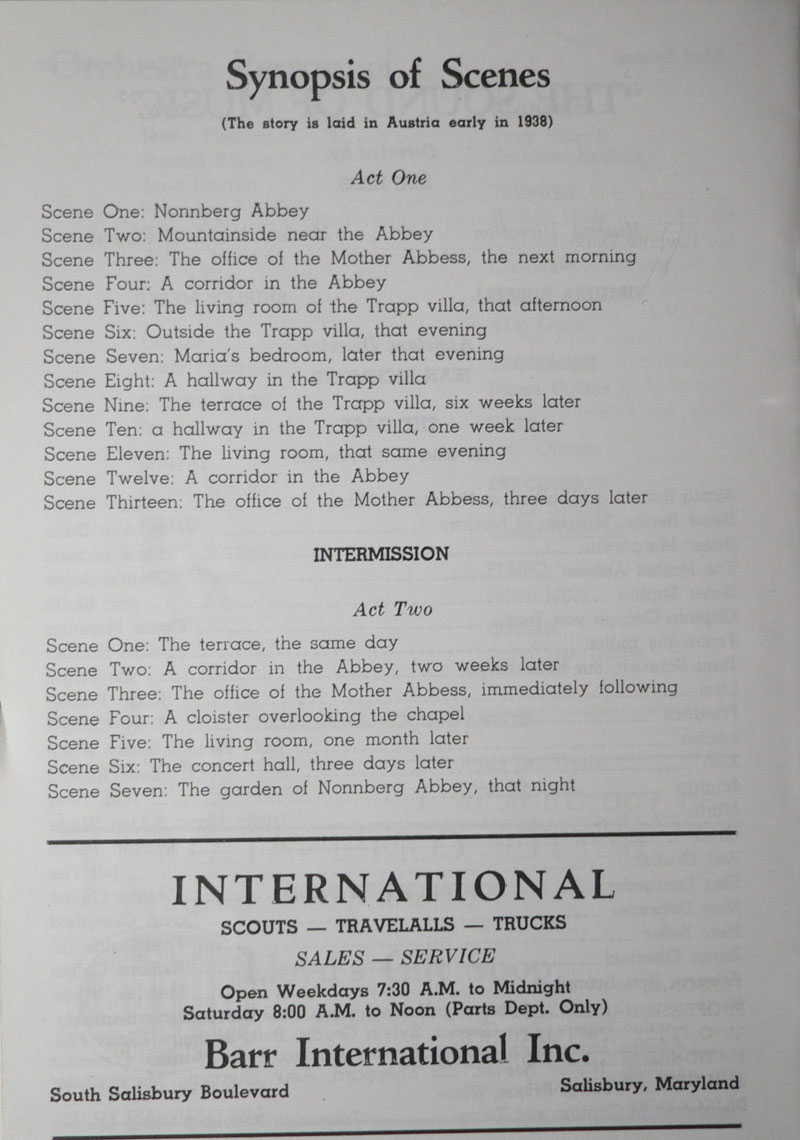 Synopsis of Scenes
(The story is laid in Austria early in 1938)
Act One
Scene One: Nonnberg Abbey
Scene Two: Mountainside near the Abbey
Scene Three: The office of the Mother Abbess, the next morning
Scene Four: A corridor in the Abbey
Scene Five: The living room of the Trapp villa, that afternoon
Scene Six: Outside the Trapp villa, that evening
Scene Seven: Maria's bedroom, later that evening
Scene Eight: A hallway in the Trapp villa
Scene Nine: The terrace of the Trapp villa, six weeks later
Scene Ten: a hallway in the Trapp villa, one week later
Scene Eleven: The living room, that same evening
Scene Twelve: A corridor in the Abbey
Scene Thirteen: The office of the Mother Abbess, three days later
INTERMISSION
Act Two
Scene One: The terrace, the same day
Scene Two: A corridor in the Abbey, two weeks later
Scene Three: The office of the Mother Abbess, immediately following
Scene Four: A cloister overlooking the chapel
Scene Five: The living room, one month later
Scene Six: The concert hall, three days later
Scene Seven: The garden of Nonnberg Abbey, that night
INTERNATIONAL
SCOUTS — TRAVELALLS — TRUCKS
SALES — SERVICE
Open Weekdays 7:30 A.M. to Midnight
Saturday 8:00 A.M. to Noon (Parts Dept. Only)
Barr International Inc.
South Salisbury Boulevard Salisbury, Maryland